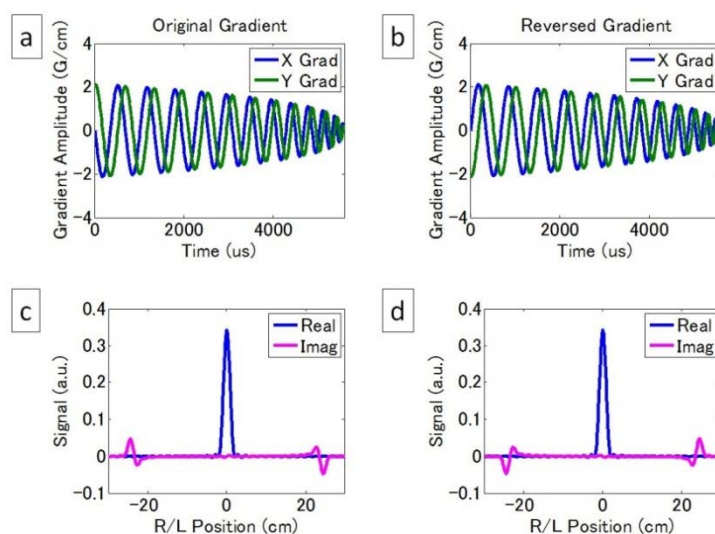 a
Original Gradient
Gradient Amplitude (G/cm)
4
2
0
-2
-4
X Grad
Y Grad
0
2000
4000
Time (us)
b
Reversed Gradient
Gradient Amplitude (G/cm)
4
2
0
-2
-4
X Grad
Y Grad
0
2000
4000
Time (us)
c
Signal (a.u.)
0.4
0.3
0.2
0.1
0
-0.1
Real
Imag
-20
0
20
R/L Position (cm)
d
Signal (a.u.)
0.4
0.3
0.2
0.1
0
-0.1
Real
Imag
-20
0
20
R/L Position (cm)